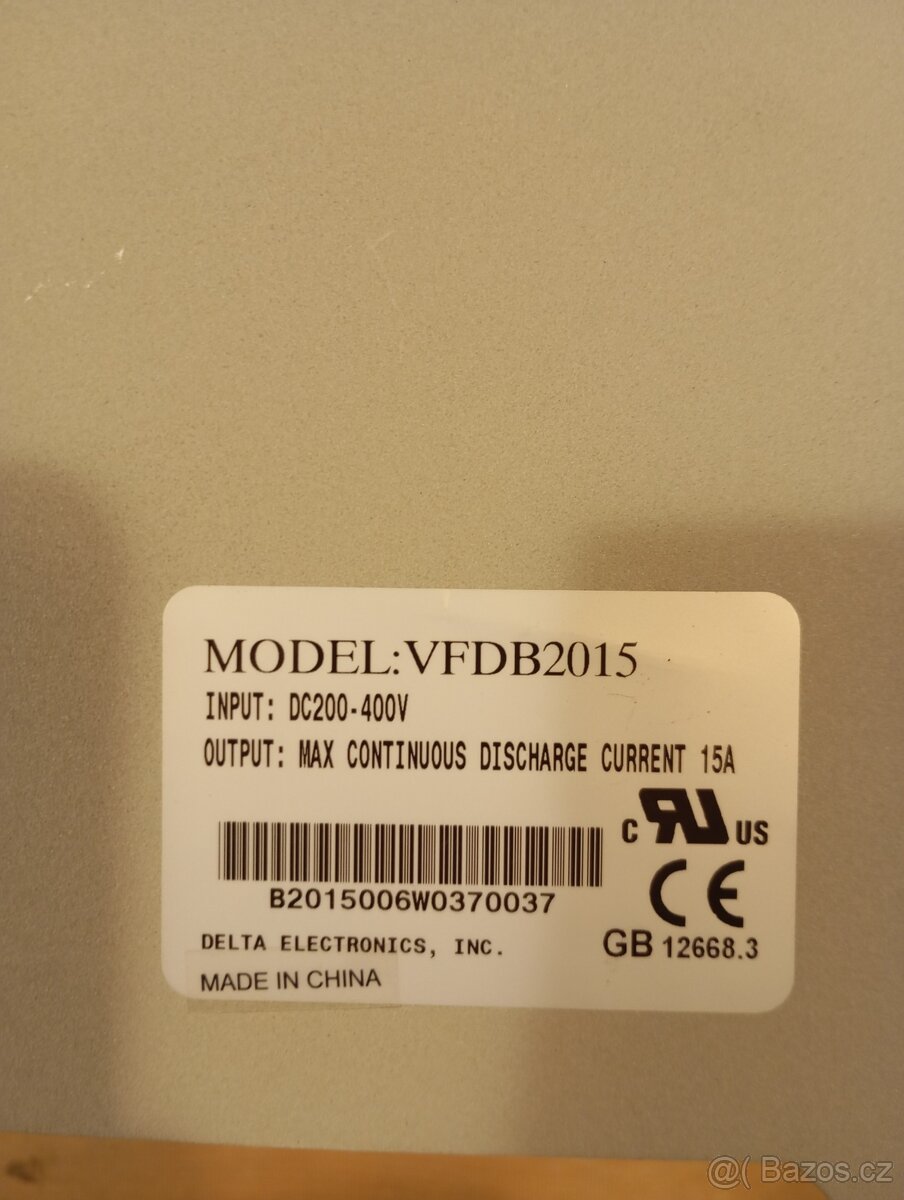 MODEL:VFDB2015
INPUT: DC200-400V
OUTPUT: MAX CONTINUOUS DISCHARGE CURRENT 15A
C RU US
B2015006W0370037
CE
DELTA ELECTRONICS, INC.
GB 12668.3
MADE IN CHINA
@( Bazos.cz